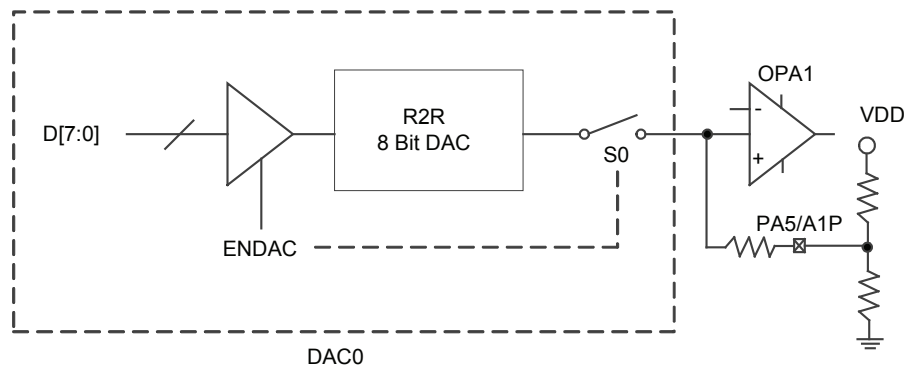 OPA1
VDD
D[7:0]
R2R
8 Bit DAC
S0
-
+
PA5/A1P
ENDAC
DAC0